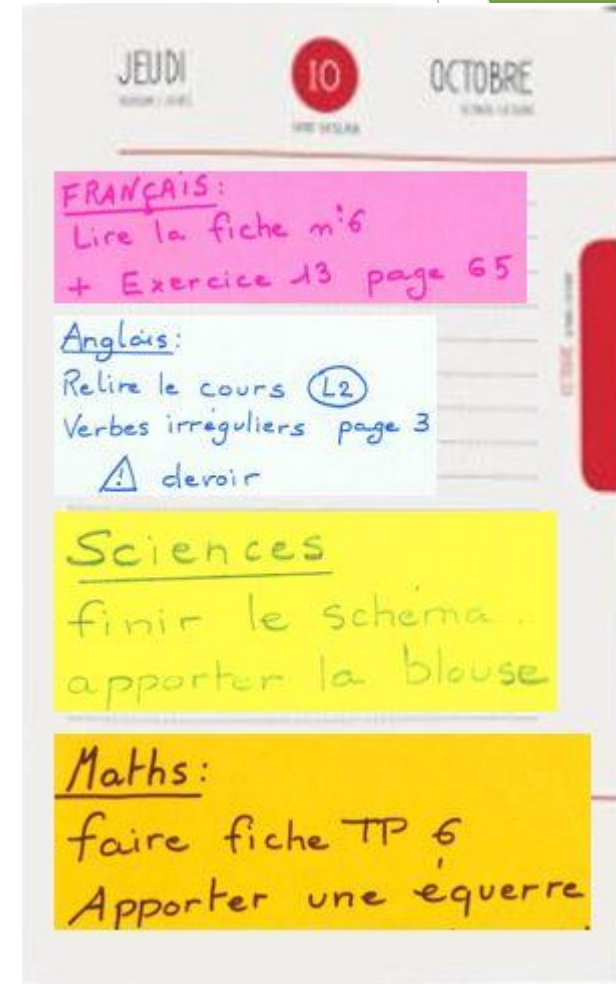 JEUDI
10
OCTOBRE
FRANÇAIS:
Lire la fiche n°6
+ Exercice 13 page 65
Anglais:
Relire le cours L2
Verbes irréguliers page 3
! devoir
Sciences
finir le schéma.
apporter la blouse
Maths:
faire fiche TP 6
Apporter une équerre
OCTOBRE